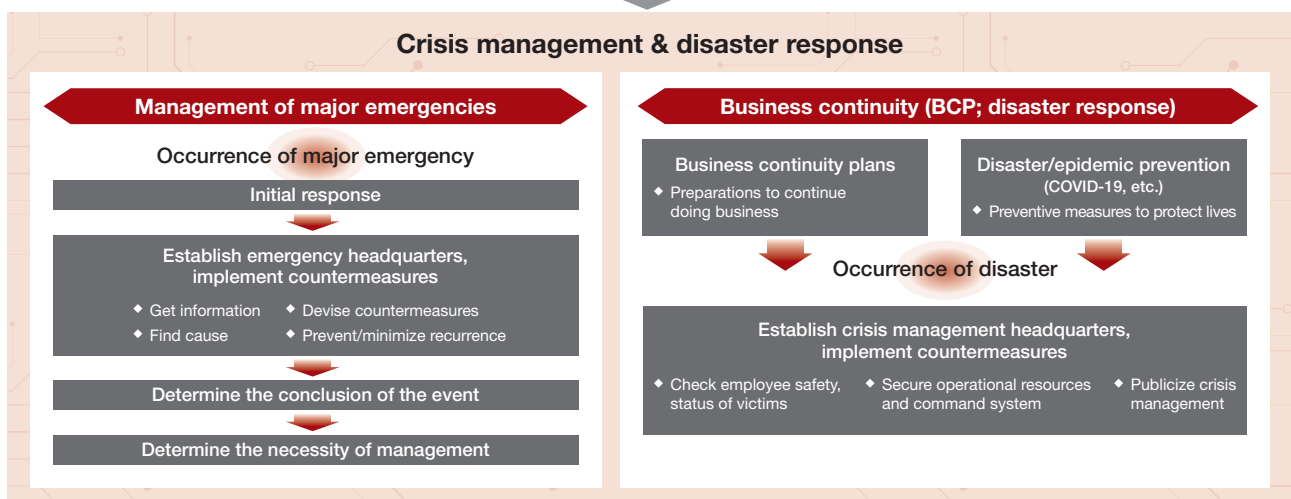 Crisis management & disaster response
Management of major emergencies
Occurrence of major emergency
Initial response
Establish emergency headquarters,
implement countermeasures
◆ Get information
◆ Devise countermeasures
◆ Find cause
◆ Prevent/minimize recurrence
Determine the conclusion of the event
Determine the necessity of management
Business continuity (BCP; disaster response)
Business continuity plans
◆ Preparations to continue
doing business
Disaster/epidemic prevention
(COVID-19, etc.)
◆ Preventive measures to protect lives
Occurrence of disaster
Establish crisis management headquarters,
implement countermeasures
◆ Check employee safety,
status of victims
◆ Secure operational resources
and command system
◆ Publicize crisis
management